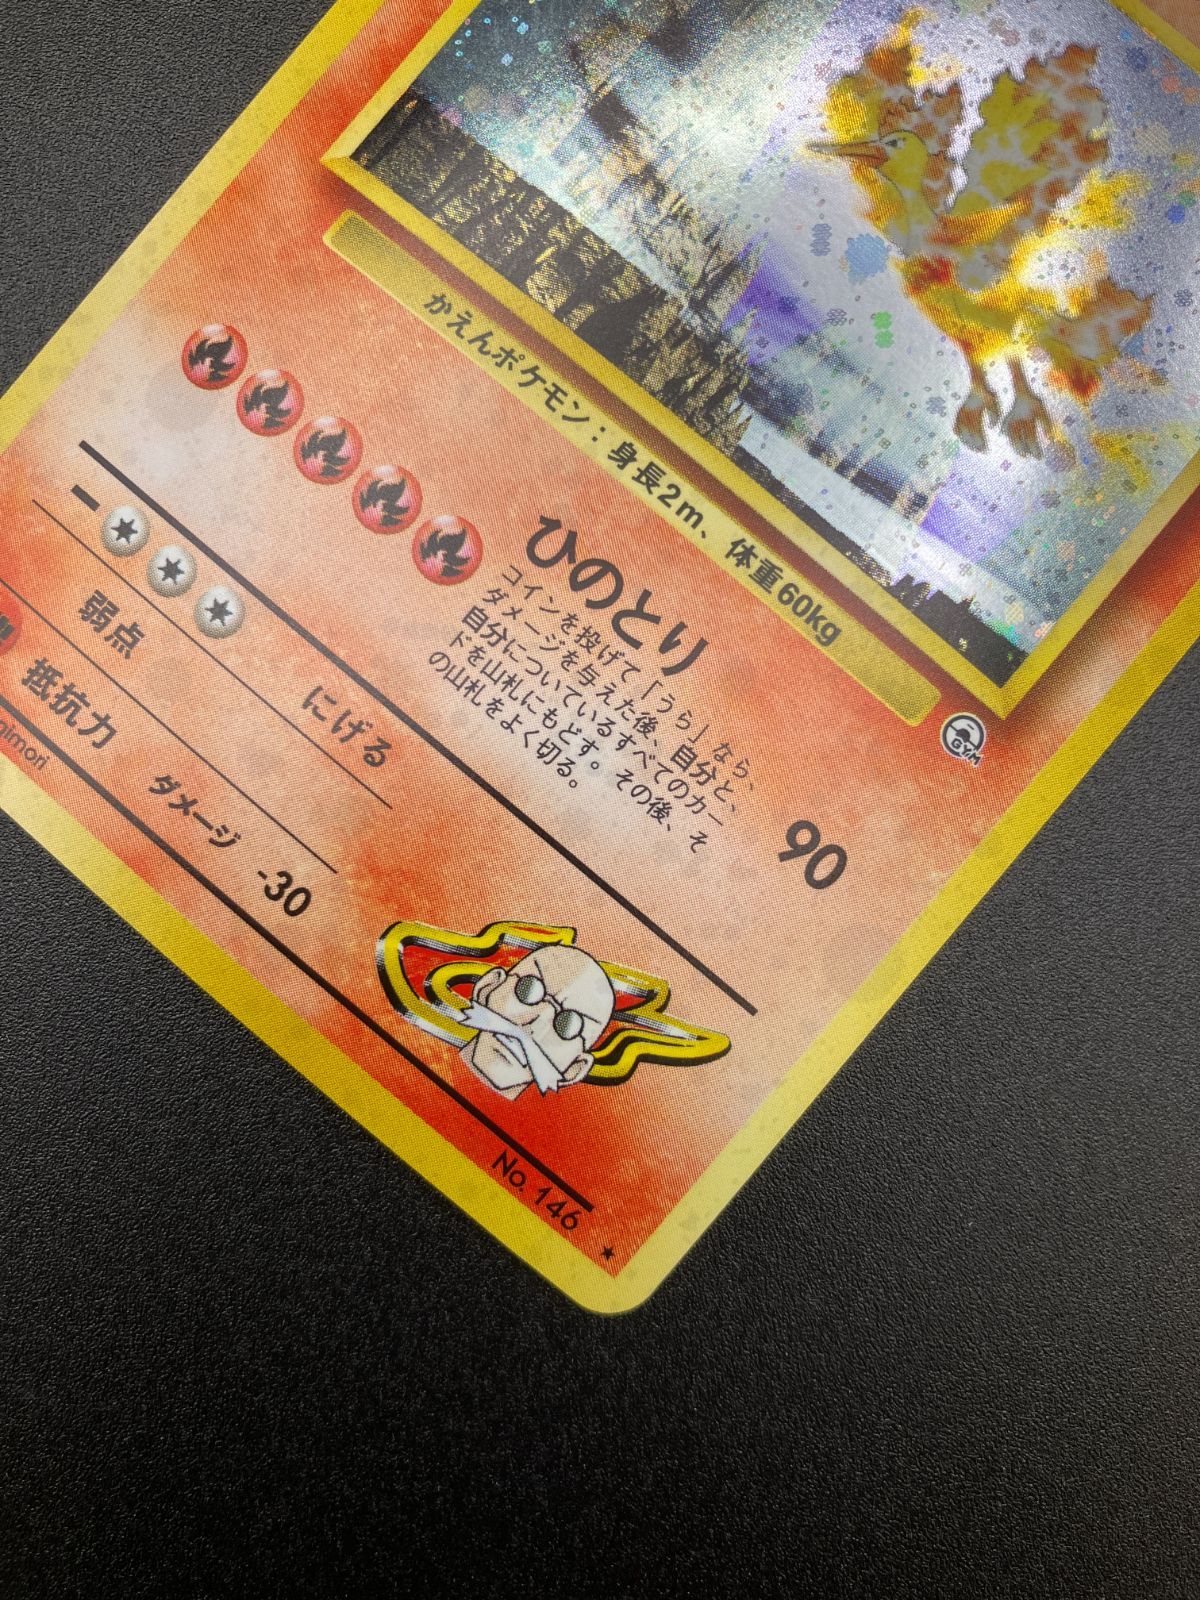 かえんポケモン：身長2m、体重60kg
GYM
ひのとり 90
コインを投げて「うら」なら、
ダメージを与えた後、自分と、
自分についているすべてのカー
ドを山札にもどす。その後、そ
の山札をよく切る。
弱点
にげる
抵抗力
ダメージ -30
gimori
No. 146